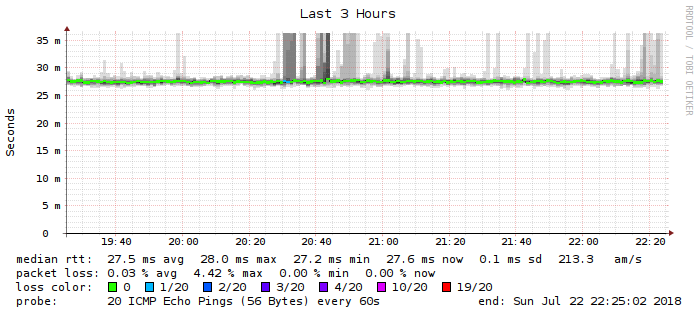 Last 3 Hours
RRDTOOL / TOBI OETIKER
Seconds
35 m
30 m
25 m
20 m
15 m
10 m
5 m
0
19:40 20:00 20:20 20:40 21:00 21:20 21:40 22:00 22:20
median rtt: 27.5 ms avg 28.0 ms max 27.2 ms min 27.6 ms now 0.1 ms sd 213.3 am/s
packet loss: 0.03 % avg 4.42 % max 0.00 % min 0.00 % now
loss color: 0 1/20 2/20 3/20 4/20 10/20 19/20
probe: 20 ICMP Echo Pings (56 Bytes) every 60s end: Sun Jul 22 22:25:02 2018